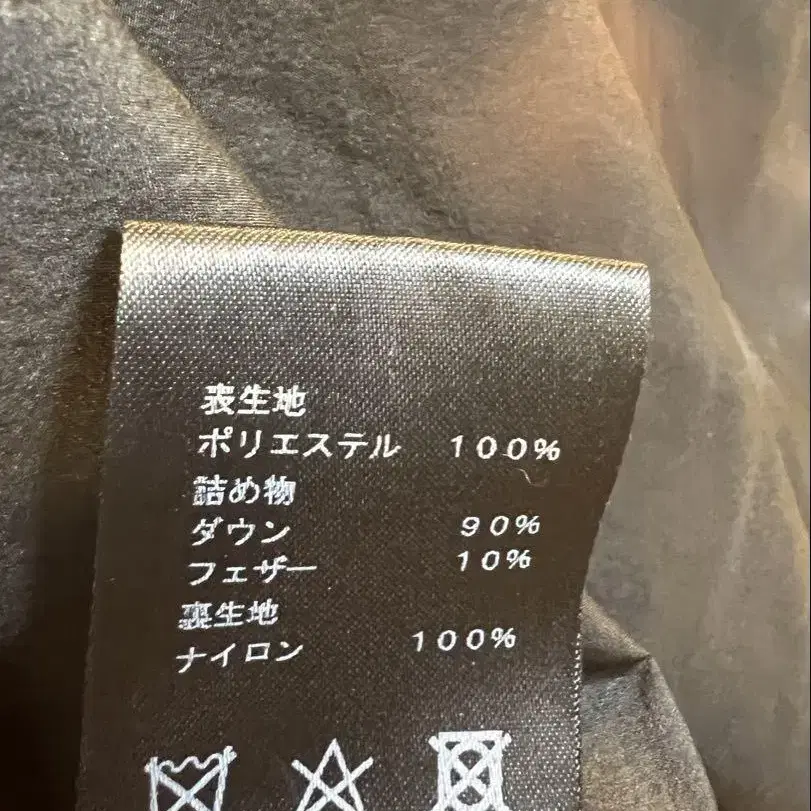 表生地
ポリエステル 100%
詰め物
ダウン 90%
フェザー 10%
裏生地
ナイロン 100%